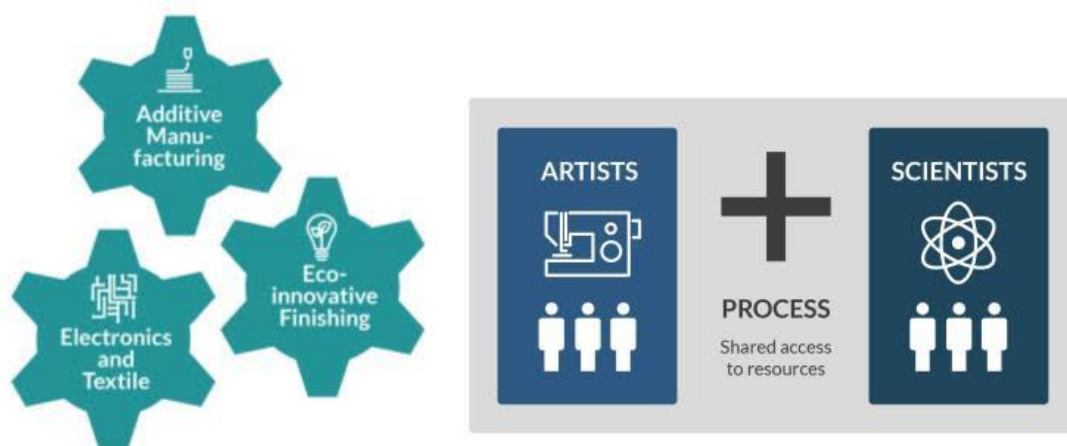 Additive
Manu-
facturing
Eco-
innovative
Finishing
Electronics
and
Textile
ARTISTS
PROCESS
Shared access
to resources
SCIENTISTS